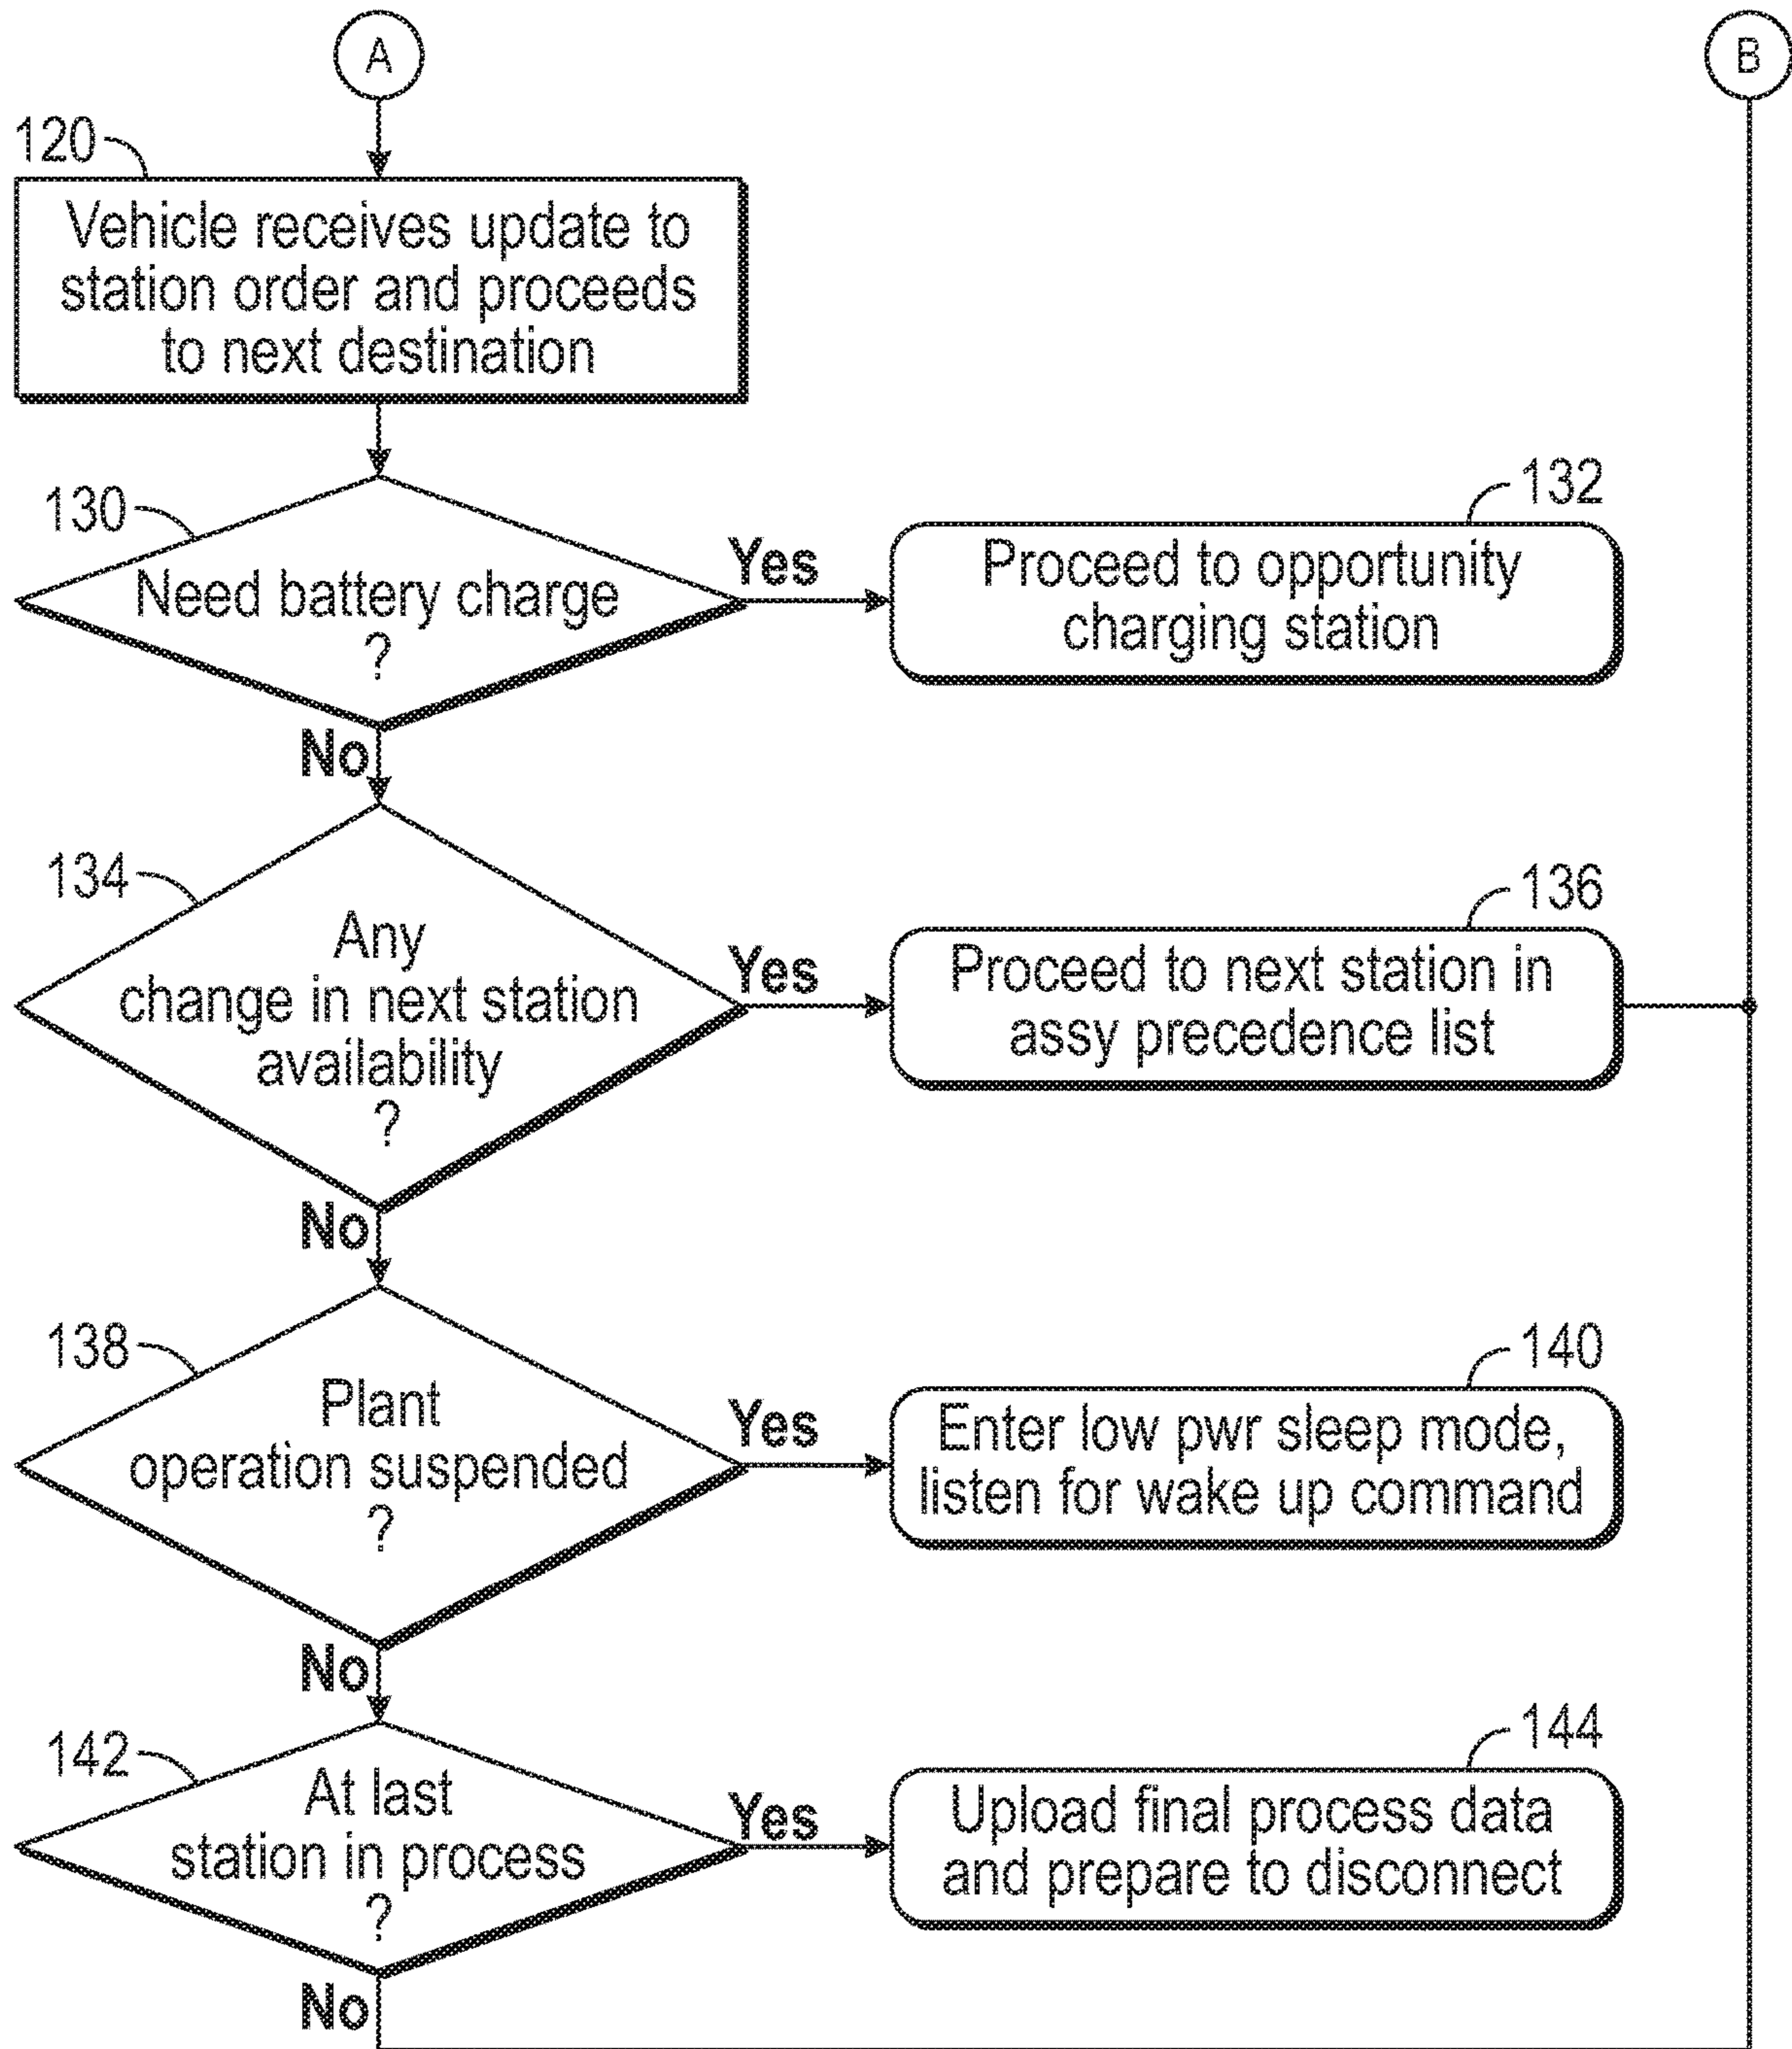 A
B
120
Vehicle receives update to
station order and proceeds
to next destination
130
Need battery charge
?
Yes
132
Proceed to opportunity
charging station
No
134
Any
change in next station
availability
?
Yes
136
Proceed to next station in
assy precedence list
No
138
Plant
operation suspended
?
Yes
140
Enter low pwr sleep mode,
listen for wake up command
No
142
At last
station in process
?
Yes
144
Upload final process data
and prepare to disconnect
No